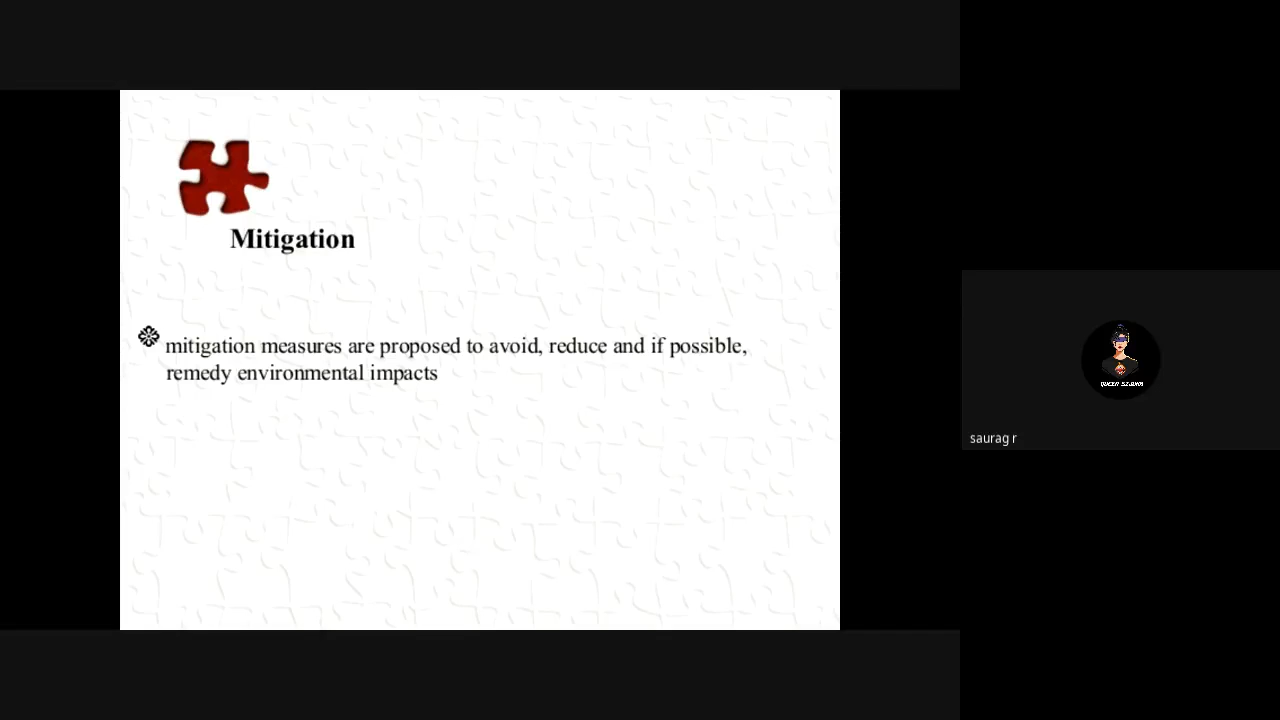 Mitigation
mitigation measures are proposed to avoid, reduce and if possible,
remedy environmental impacts
saurag r